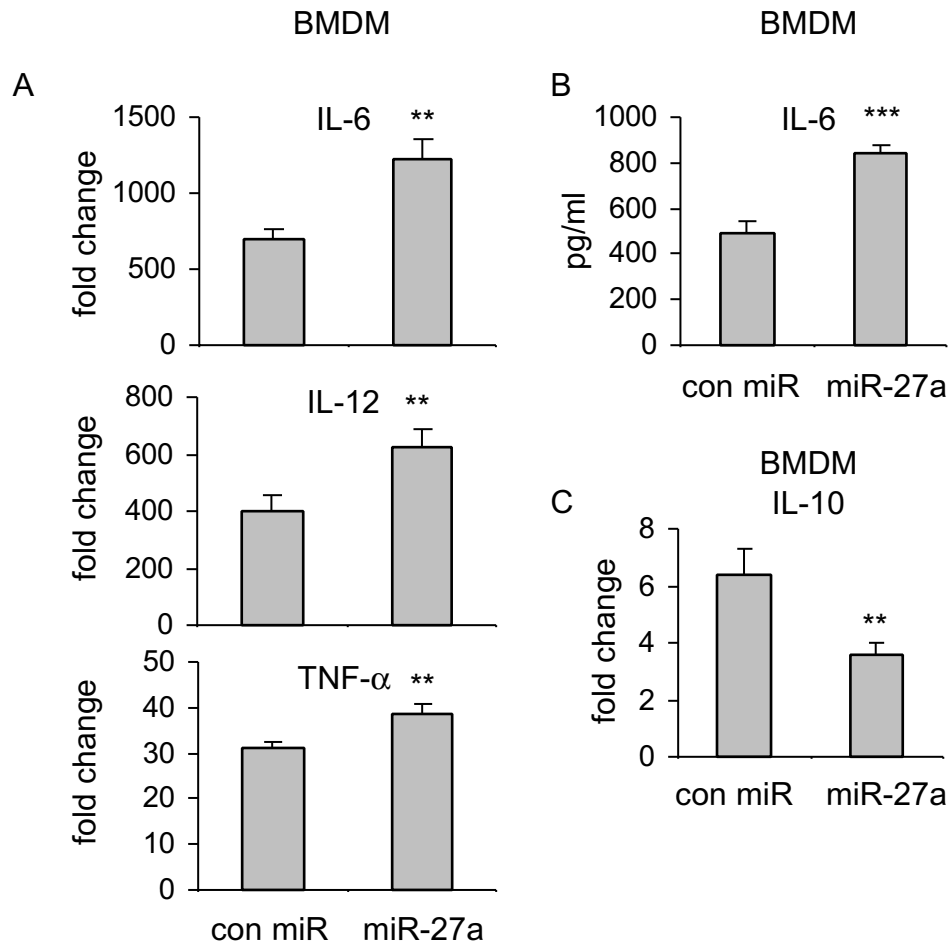 BMDM
A
IL-6 **
fold change
1500
1000
500
0
IL-12 **
fold change
800
600
400
200
0
TNF-α **
fold change
50
40
30
20
10
0
con miR miR-27a
BMDM
B
IL-6 ***
pg/ml
1000
800
600
400
200
0
con miR miR-27a
BMDM
C IL-10
fold change
8
6
4
2
0
**
con miR miR-27a